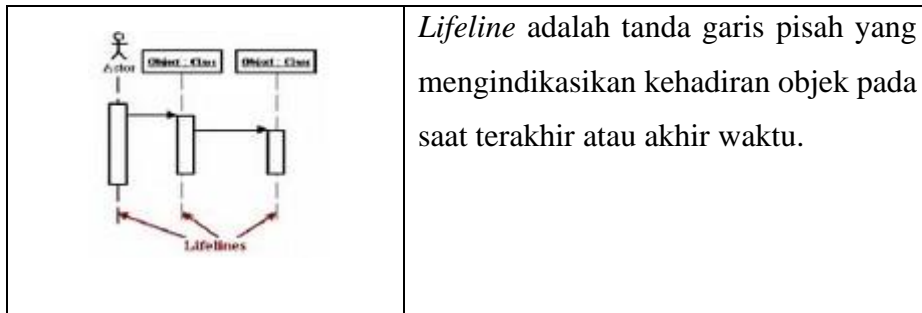 Actor
Object : Class
Object : Class
Lifelines
Lifeline adalah tanda garis pisah yang
mengindikasikan kehadiran objek pada
saat terakhir atau akhir waktu.